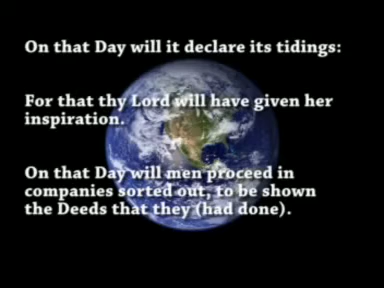 On that Day will it declare its tidings:
For that thy Lord will have given her
inspiration.
On that Day will men proceed in
companies sorted out, to be shown
the Deeds that they (had done).